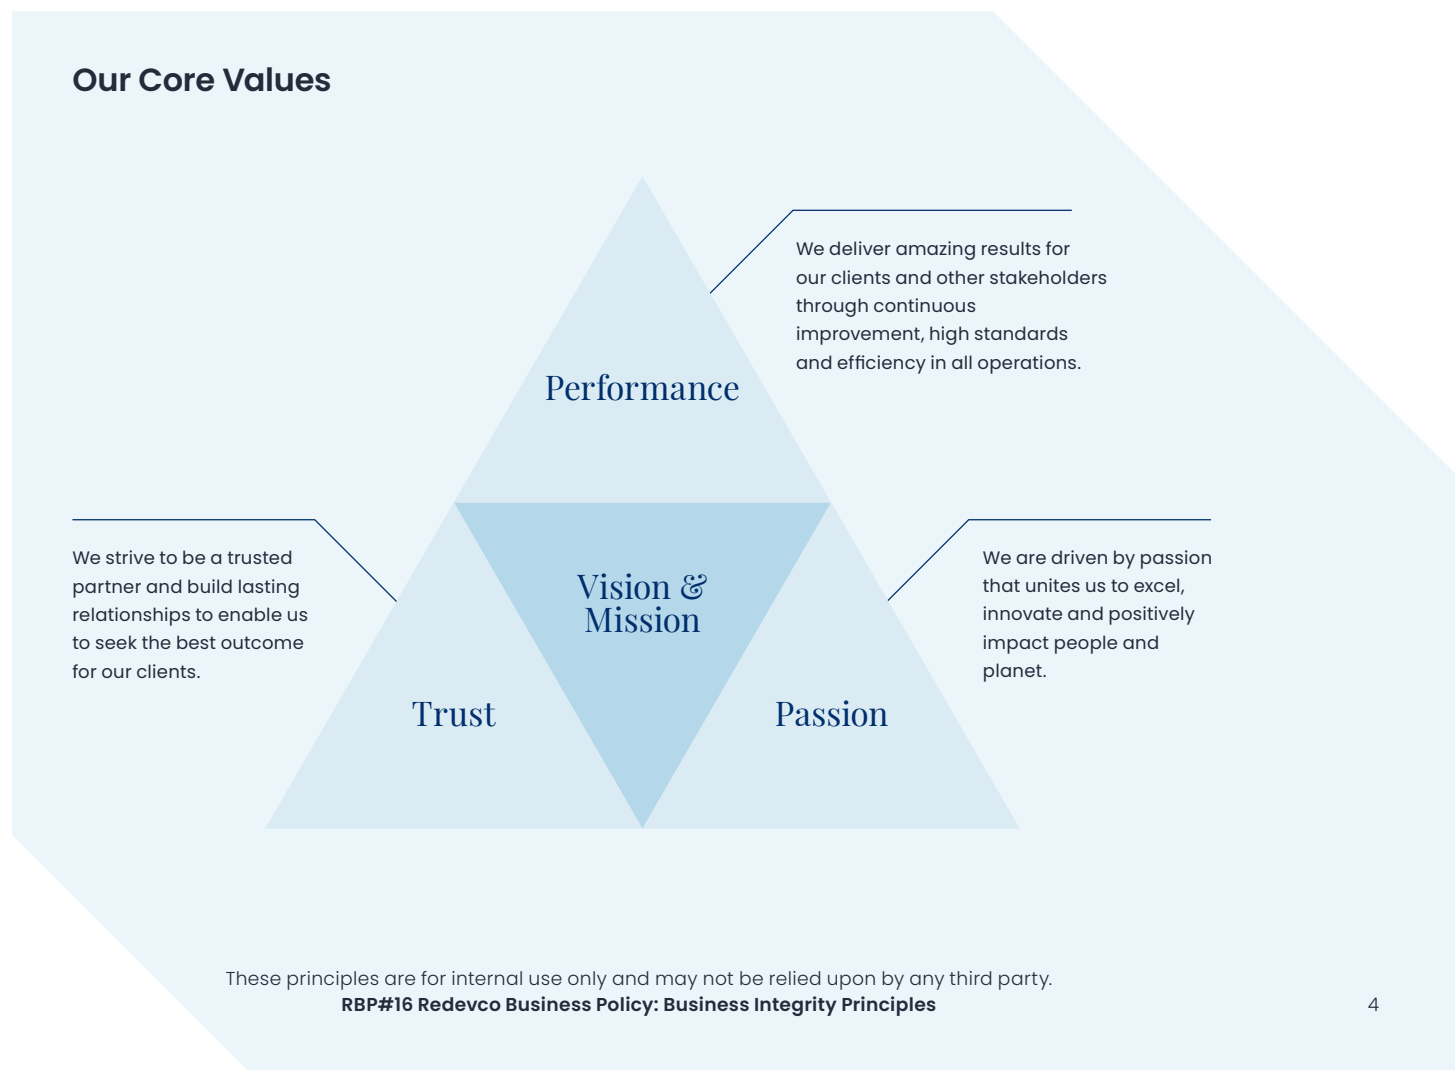 Our Core Values
We deliver amazing results for
our clients and other stakeholders
through continuous
improvement, high standards
and efficiency in all operations.
Performance
We strive to be a trusted
partner and build lasting
relationships to enable us
to seek the best outcome
for our clients.
Vision &
Mission
We are driven by passion
that unites us to excel,
innovate and positively
impact people and
planet.
Trust
Passion
These principles are for internal use only and may not be relied upon by any third party.
RBP#16 Redevco Business Policy: Business Integrity Principles
4